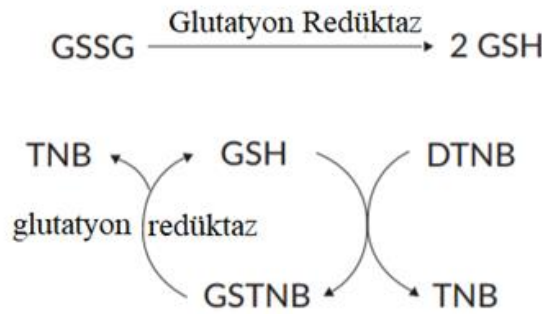 Glutatyon Redüktaz
GSSG 2 GSH
TNB GSH DTNB
glutatyon redüktaz
GSTNB TNB